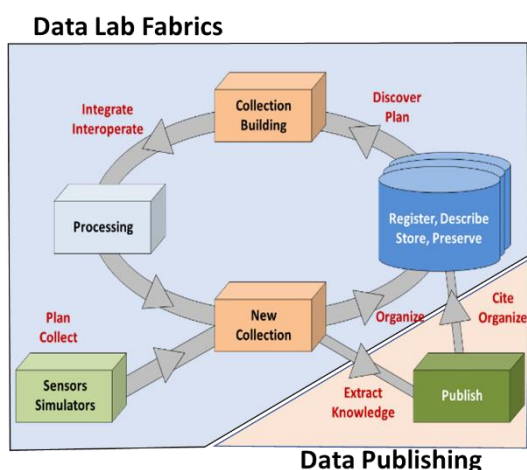 Data Lab Fabrics
Integrate
Interoperate
Collection
Building
Discover
Plan
Processing
Register, Describe
Store, Preserve
Plan
Collect
New
Collection
Organize
Cite
Organize
Sensors
Simulators
Extract
Knowledge
Publish
Data Publishing